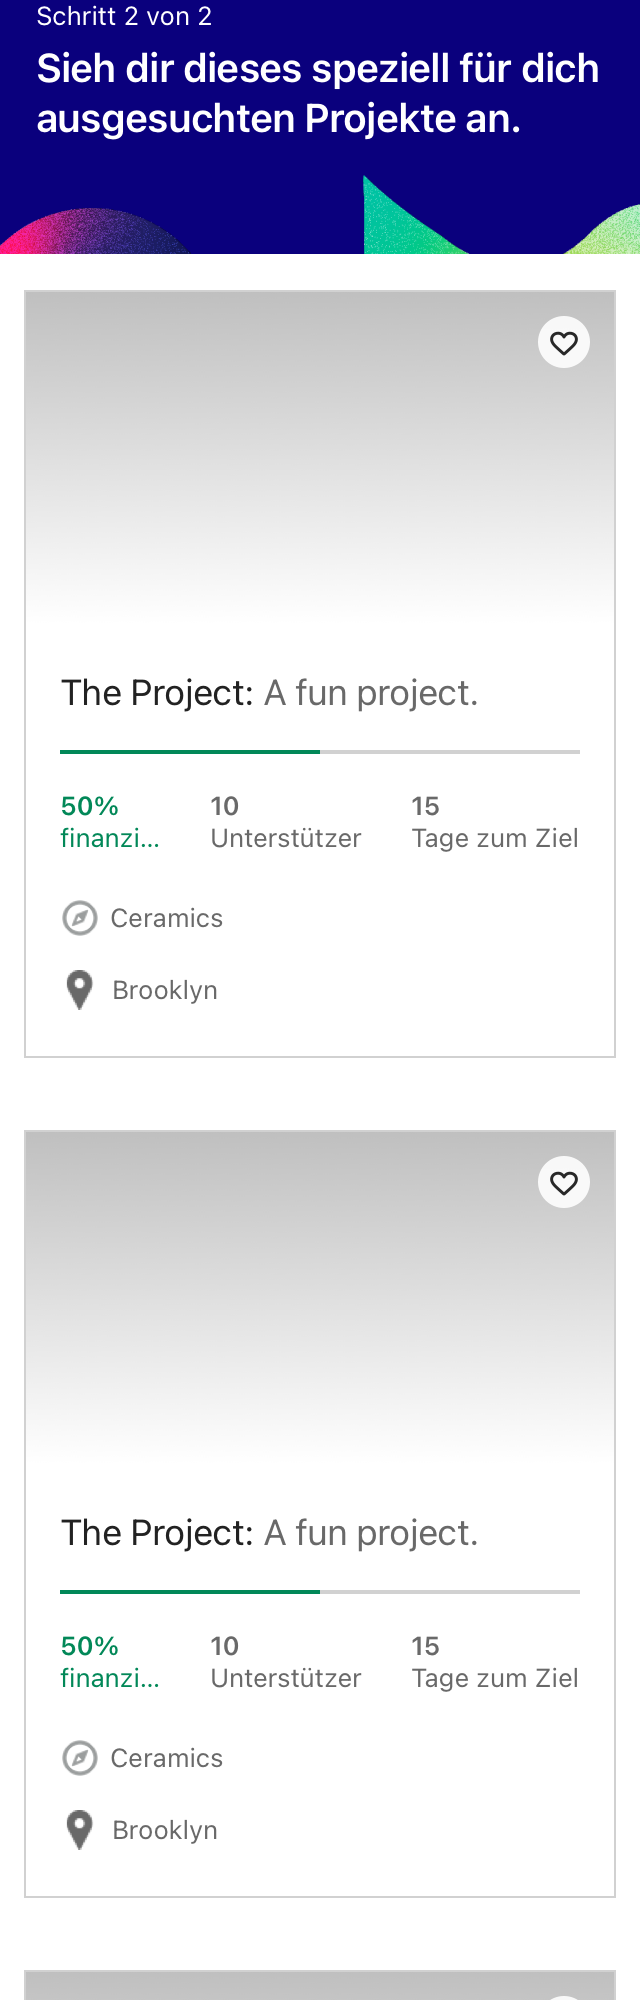 Schritt 2 von 2
Sieh dir dieses speziell für dich
ausgesuchten Projekte an.
The Project: A fun project.
50%
finanzi...
10
Unterstützer
15
Tage zum Ziel
Ceramics
Brooklyn
The Project: A fun project.
50%
finanzi...
10
Unterstützer
15
Tage zum Ziel
Ceramics
Brooklyn